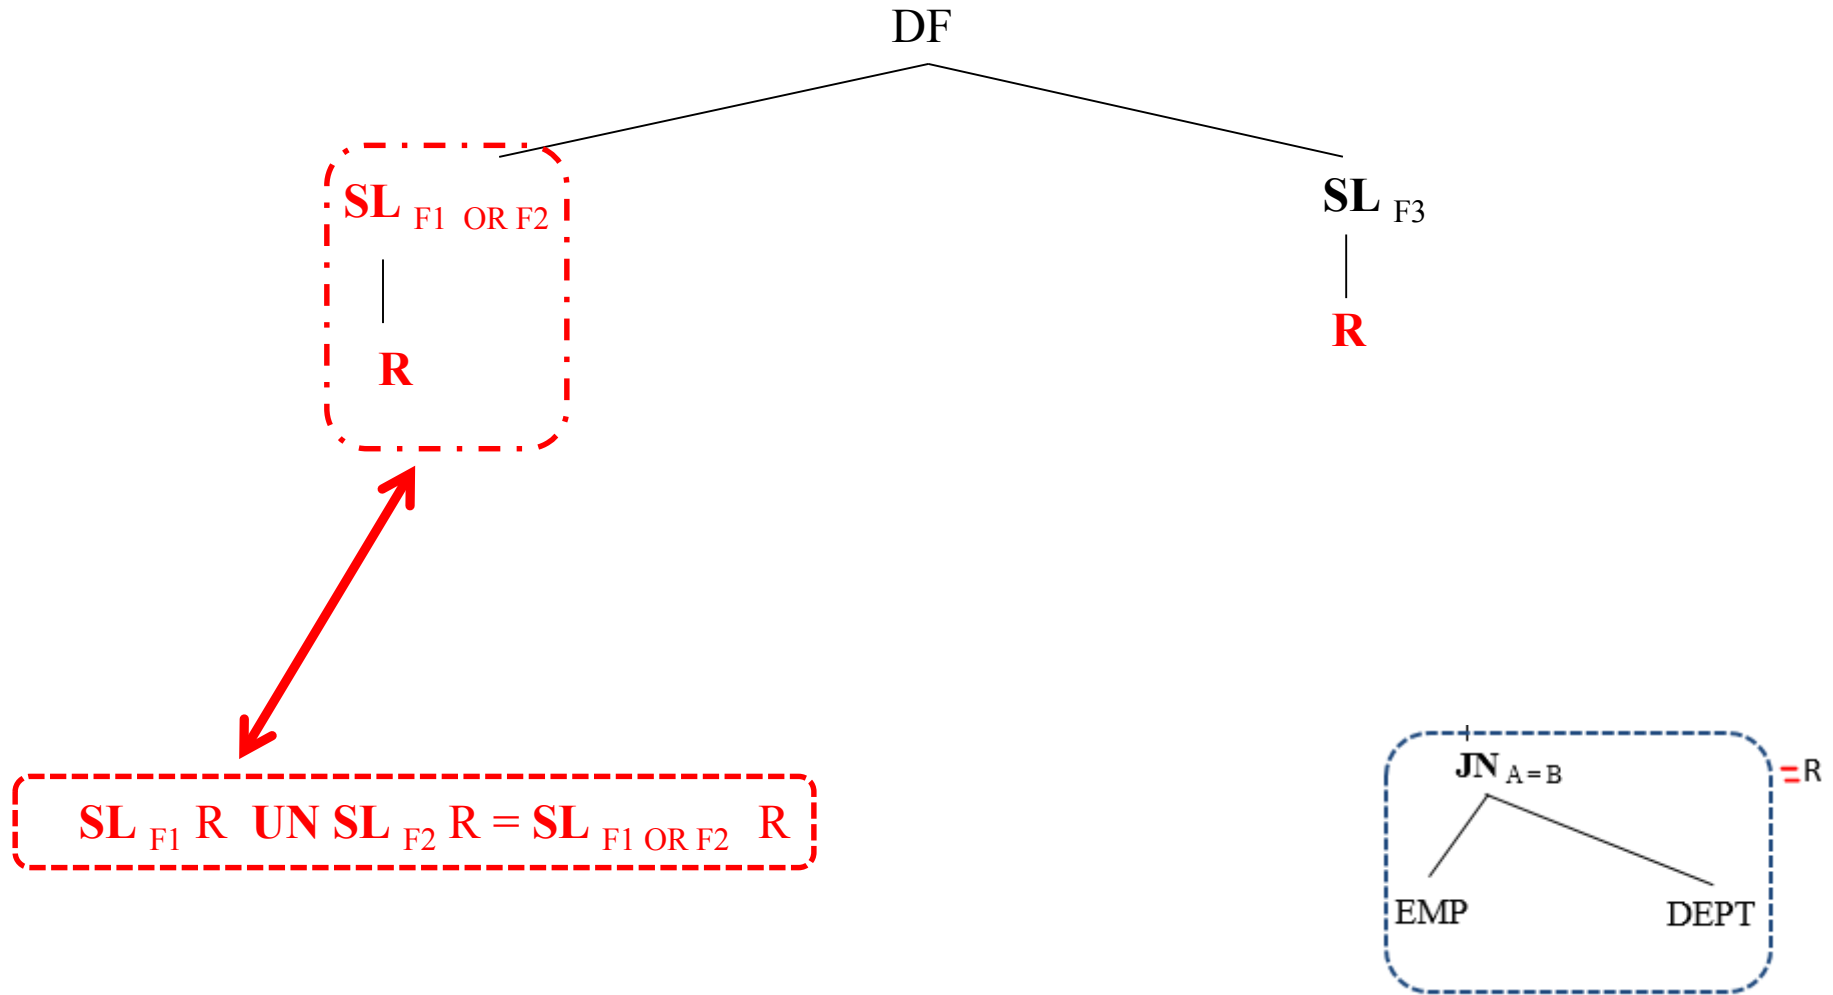 DF
SL F1 OR F2
SL F3
R
R
SL F1 R UN SL F2 R = SL F1 OR F2 R
JN A = B
= R
EMP
DEPT